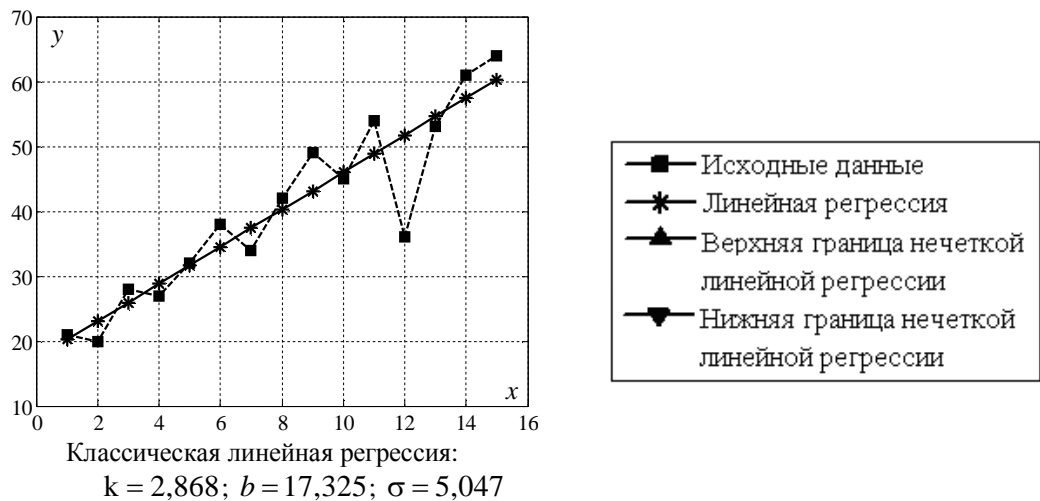 70
y
60
50
40
30
20
x
10
0 2 4 6 8 10 12 14 16
Классическая линейная регрессия:
k = 2,868; b = 17,325; σ = 5,047
Исходные данные
Линейная регрессия
Верхняя граница нечеткой
линейной регрессии
Нижняя граница нечеткой
линейной регрессии